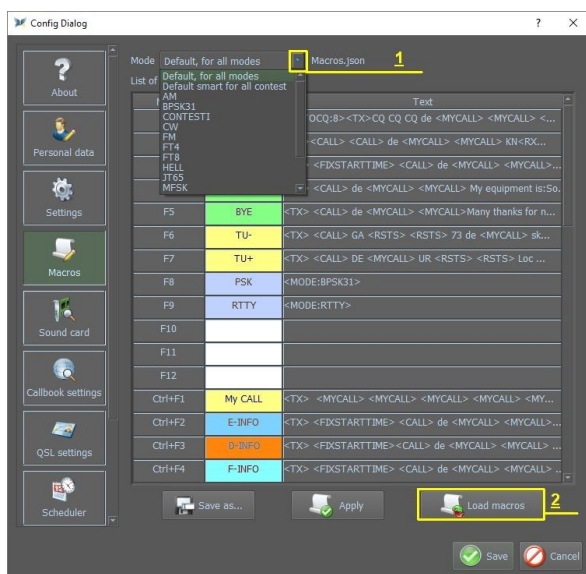 Config Dialog
? ×
About
Personal data
Settings
Macros
Sound card
Callbook settings
QSL settings
Scheduler
Mode Default, for all modes Macros.json 1
List of
Default, for all modes
Default smart for all contest
AM
BPSK31
CONTESTI
CW
FM
FT4
FT8
HELL
JT65
MFSK
Text
OCQ:8><TX>CQ CQ CQ de <MYCALL> <MYCALL> <...
<CALL> <CALL> de <MYCALL> <MYCALL> KN<RX...
<FIXSTARTTIME> <CALL> de <MYCALL> <MYCALL>...
<CALL> de <MYCALL> <MYCALL> My equipment is:So.
F5 BYE <TX> <CALL> de <MYCALL> <MYCALL>Many thanks for n...
F6 TU- <TX> <CALL> GA <RSTS> <RSTS> 73 de <MYCALL> sk...
F7 TU+ <TX> <CALL> DE <MYCALL> UR <RSTS> <RSTS> Loc ...
F8 PSK <MODE:BPSK31>
F9 RTTY <MODE:RTTY>
F10
F11
F12
Ctrl+F1 My CALL <TX> <MYCALL> <MYCALL> <MYCALL> <MYCALL> <MY...
Ctrl+F2 E-INFO <TX> <FIXSTARTTIME> <CALL> de <MYCALL> <MYCALL>...
Ctrl+F3 D-INFO <TX> <FIXSTARTTIME><CALL> de <MYCALL> <MYCALL> ...
Ctrl+F4 F-INFO <TX> <FIXSTARTTIME> <CALL> de <MYCALL> <MYCALL> ..
Save as... Apply Load macros 2
Save Cancel